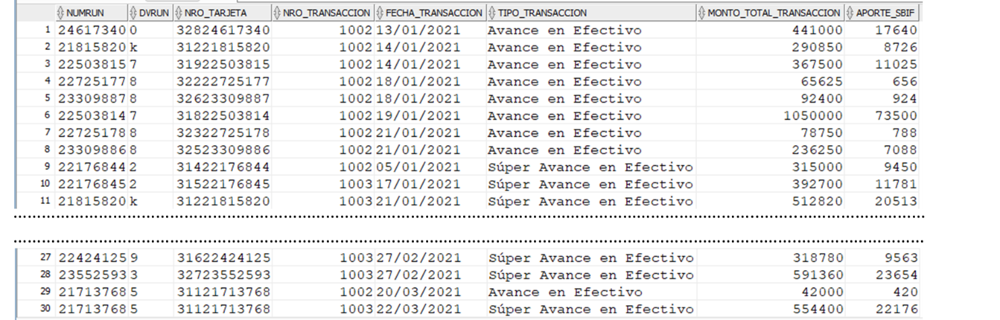 NUMRUN DVRUN NRO_TARJETA NRO_TRANSACCION FECHA_TRANSACCION TIPO_TRANSACCION MONTO_TOTAL_TRANSACCION APORTE_SBIF
1 24617340 0 32824617340 1002 13/01/2021 Avance en Efectivo 441000 17640
2 21815820 k 31221815820 1002 14/01/2021 Avance en Efectivo 290850 8726
3 22503815 7 31922503815 1002 14/01/2021 Avance en Efectivo 367500 11025
4 22725177 8 32222725177 1002 18/01/2021 Avance en Efectivo 65625 656
5 23309887 8 32623309887 1002 18/01/2021 Avance en Efectivo 92400 924
6 22503814 7 31822503814 1002 19/01/2021 Avance en Efectivo 1050000 73500
7 22725178 8 32322725178 1002 21/01/2021 Avance en Efectivo 78750 788
8 23309886 8 32523309886 1002 21/01/2021 Avance en Efectivo 236250 7088
9 22176844 2 31422176844 1002 05/01/2021 Súper Avance en Efectivo 315000 9450
10 22176845 2 31522176845 1003 17/01/2021 Súper Avance en Efectivo 392700 11781
11 21815820 k 31221815820 1003 21/01/2021 Súper Avance en Efectivo 512820 20513
27 22424125 9 31622424125 1003 27/02/2021 Súper Avance en Efectivo 318780 9563
28 23552593 3 32723552593 1003 27/02/2021 Súper Avance en Efectivo 591360 23654
29 21713768 5 31121713768 1002 20/03/2021 Avance en Efectivo 42000 420
30 21713768 5 31121713768 1003 22/03/2021 Súper Avance en Efectivo 554400 22176